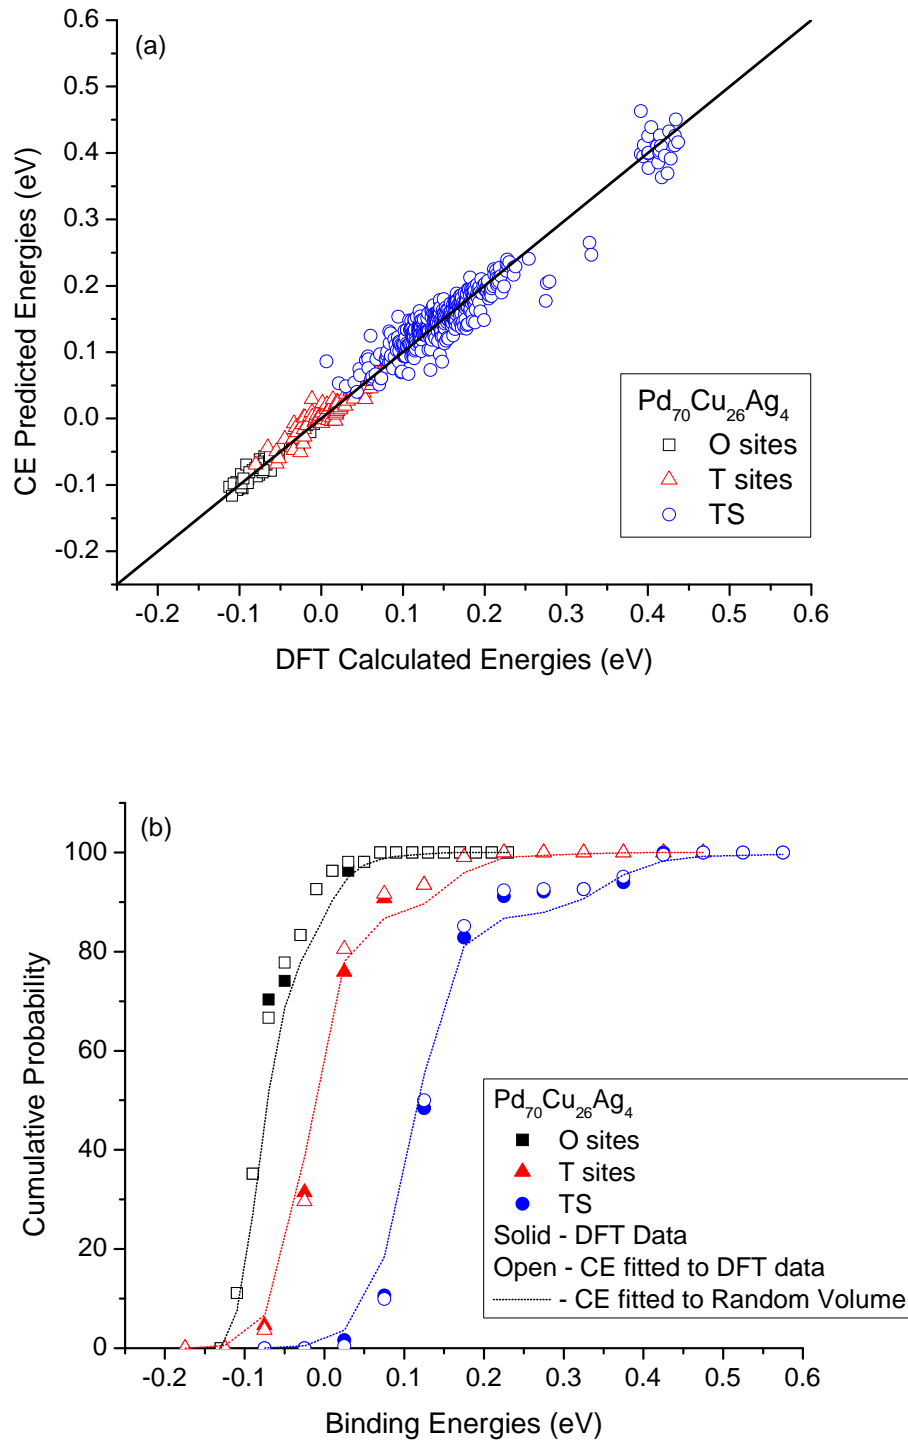 (a)
0.6
0.5
0.4
0.3
0.2
0.1
0.0
-0.1
-0.2
CE Predicted Energies (eV)
Pd70Cu26Ag4
O sites
T sites
TS
-0.2 -0.1 0.0 0.1 0.2 0.3 0.4 0.5 0.6
DFT Calculated Energies (eV)
(b)
100
80
60
40
20
0
Cumulative Probability
Pd70Cu26Ag4
O sites
T sites
TS
Solid - DFT Data
Open - CE fitted to DFT data
- CE fitted to Random Volume
-0.2 -0.1 0.0 0.1 0.2 0.3 0.4 0.5 0.6
Binding Energies (eV)